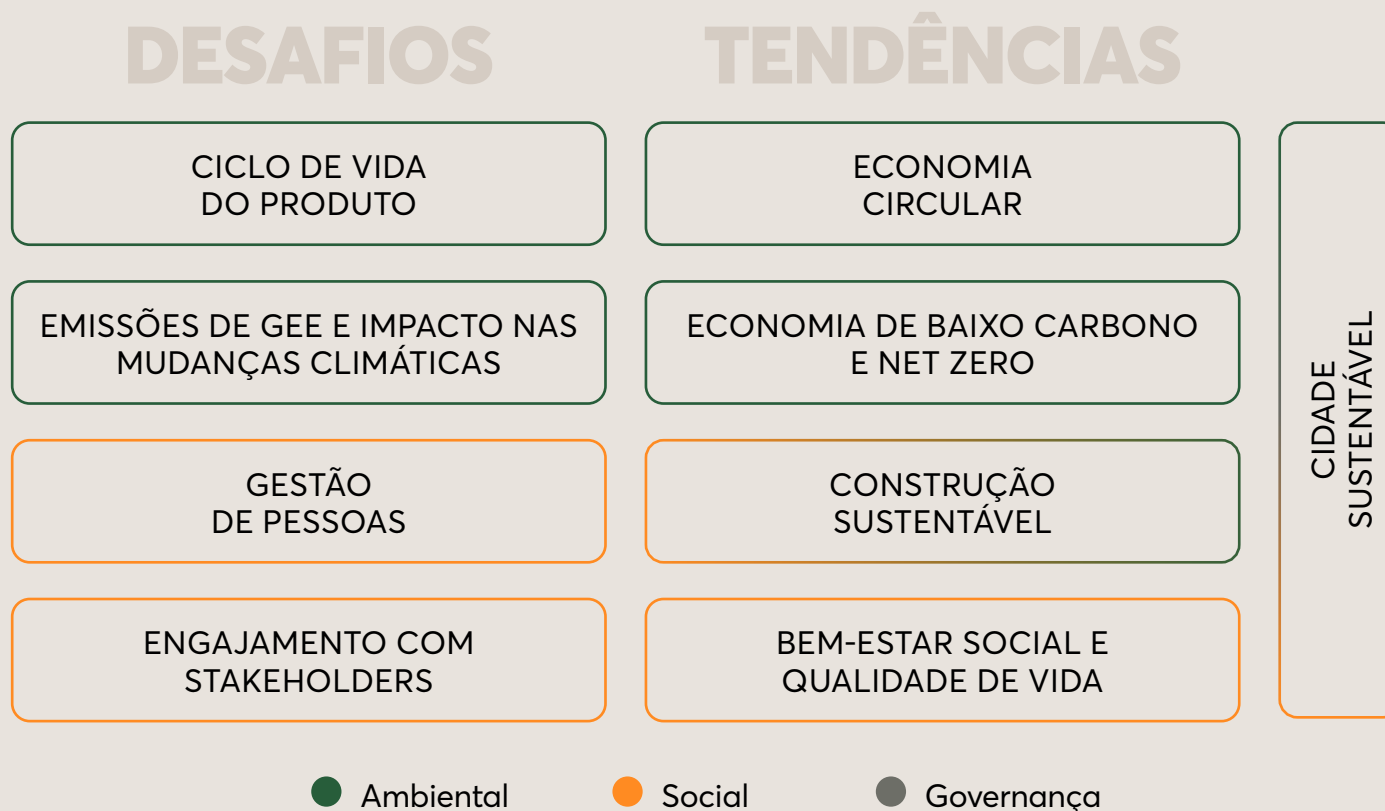 DESAFIOS
TENDÊNCIAS
CICLO DE VIDA
DO PRODUTO
ECONOMIA
CIRCULAR
EMISSÕES DE GEE E IMPACTO NAS
MUDANÇAS CLIMÁTICAS
ECONOMIA DE BAIXO CARBONO
E NET ZERO
GESTÃO
DE PESSOAS
CONSTRUÇÃO
SUSTENTÁVEL
ENGAJAMENTO COM
STAKEHOLDERS
BEM-ESTAR SOCIAL E
QUALIDADE DE VIDA
CIDADE
SUSTENTÁVEL
Ambiental
Social
Governança